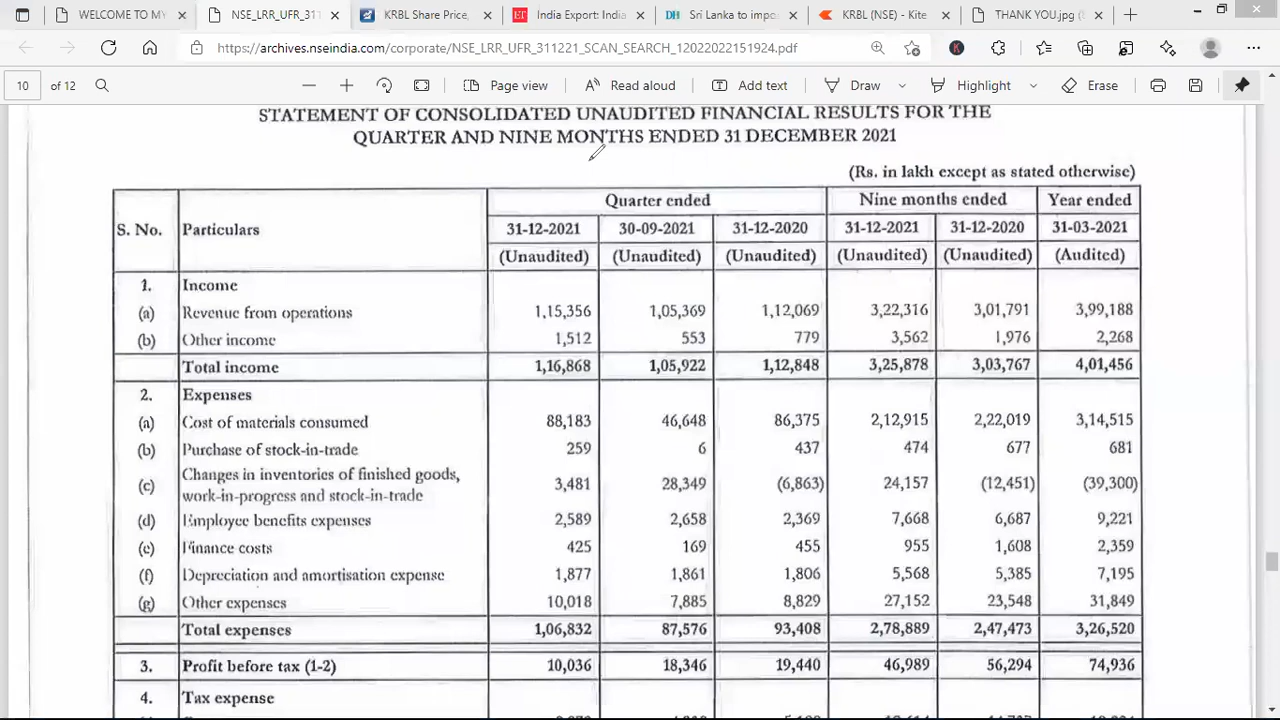 WELCOME TO MY
NSE_LRR_UFR_311
KRBL Share Price,
India Export: India
Sri Lanka to impo
KRBL (NSE) - Kite
THANK YOU.jpg (
https://archives.nseindia.com/corporate/NSE_LRR_UFR_311221_SCAN_SEARCH_12022022151924.pdf
10 of 12 Page view Read aloud Add text Draw Highlight Erase
STATEMENT OF CONSOLIDATED UNAUDITED FINANCIAL RESULTS FOR THE
QUARTER AND NINE MONTHS ENDED 31 DECEMBER 2021
(Rs. in lakh except as stated otherwise)
S. No. Particulars Quarter ended Nine months ended Year ended
31-12-2021 30-09-2021 31-12-2020 31-12-2021 31-12-2020 31-03-2021
(Unaudited) (Unaudited) (Unaudited) (Unaudited) (Unaudited) (Audited)
1. Income
(a) Revenue from operations 1,15,356 1,05,369 1,12,069 3,22,316 3,01,791 3,99,188
(b) Other income 1,512 553 779 3,562 1,976 2,268
Total income 1,16,868 1,05,922 1,12,848 3,25,878 3,03,767 4,01,456
2. Expenses
(a) Cost of materials consumed 88,183 46,648 86,375 2,12,915 2,22,019 3,14,515
(b) Purchase of stock-in-trade 259 6 437 474 677 681
(c) Changes in inventories of finished goods,
work-in-progress and stock-in-trade 3,481 28,349 (6,863) 24,157 (12,451) (39,300)
(d) Employee benefits expenses 2,589 2,658 2,369 7,668 6,687 9,221
(e) Finance costs 425 169 455 955 1,608 2,359
(f) Depreciation and amortisation expense 1,877 1,861 1,806 5,568 5,385 7,195
(g) Other expenses 10,018 7,885 8,829 27,152 23,548 31,849
Total expenses 1,06,832 87,576 93,408 2,78,889 2,47,473 3,26,520
3. Profit before tax (1-2) 10,036 18,346 19,440 46,989 56,294 74,936
4. Tax expense